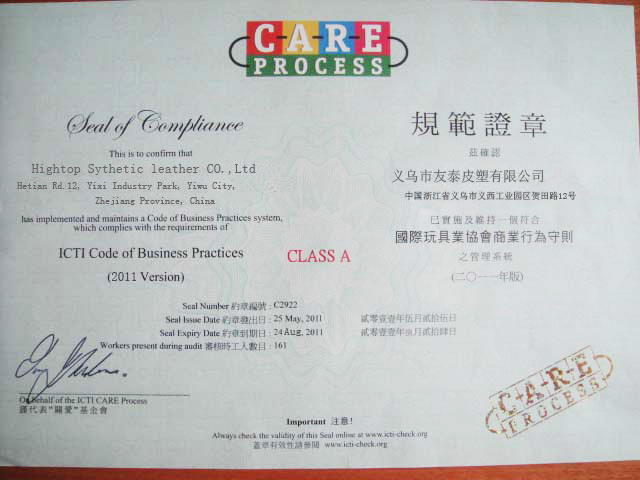 C·A·R·E
PROCESS
Seal of Compliance
This is to confirm that
Hightop Sythetic leather CO.,Ltd
Hetian Rd.12, Yixi Industry Park, Yiwu City,
Zhejiang Province, China
has implemented and maintains a Code of Business Practices system,
which complies with the requirements of
ICTI Code of Business Practices
(2011 Version)
CLASS A
規範證章
茲確認
义乌市友泰皮塑有限公司
中国浙江省义乌市义西工业园区贺田路12号
已實施及維持一個符合
國際玩具業協會商業行為守則
之管理系統
(二○一一年版)
Seal Number 約章編號: C2922
Seal Issue Date 約章發出日: 25 May, 2011 貳零壹壹年伍月貳拾伍日
Seal Expiry Date 約章到期日: 24 Aug, 2011 貳零壹壹年捌月貳拾肆日
Workers present during audit 審核時工人數目: 161
On behalf of the ICTI CARE Process
謹代表"關愛"基金會
C·A·R·E
PROCESS
Important 注意!
Always check the validity of this Seal online at www.icti-check.org
蓋章有效性請參閱 www.icti-check.org